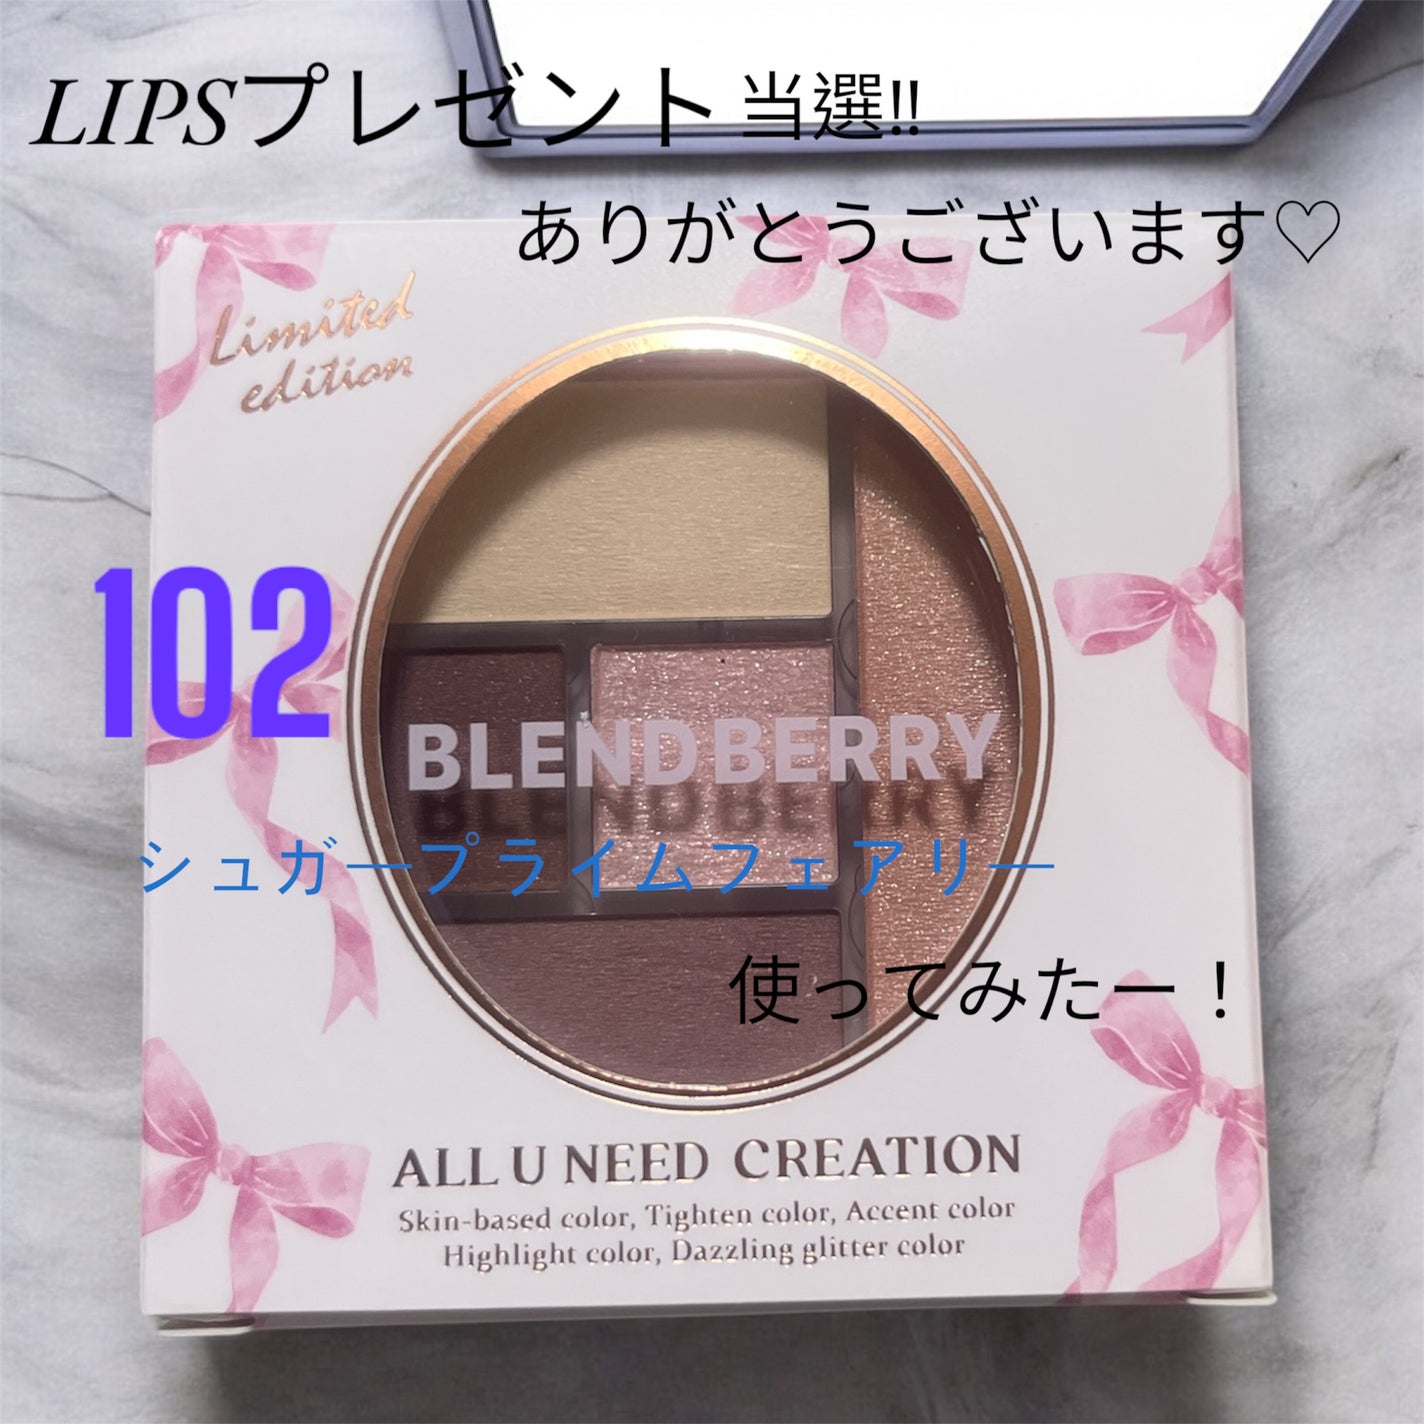 LIPSプレゼント当選!!
ありがとうございます♡
Limited
edition
102
BLENDBERRY
シュガープライムフェアリー
使ってみたー！
ALL U NEED CREATION
Skin-based color, Tighten color, Accent color
Highlight color, Dazzling glitter color